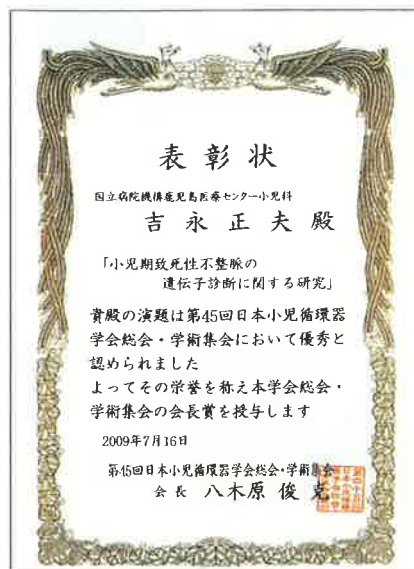 表彰状
国立病院機構鹿児島医療センター小児科
吉永正夫殿
「小児期致死性不整脈の
遺伝子診断に関する研究」
貴殿の演題は第45回日本小児循環器
学会総会・学術集会において優秀と
認められました
よってその栄誉を称え本学会総会・
学術集会の会長賞を授与します
2009年7月16日
第45回日本小児循環器学会総会・学術集会
会長 八木原俊克